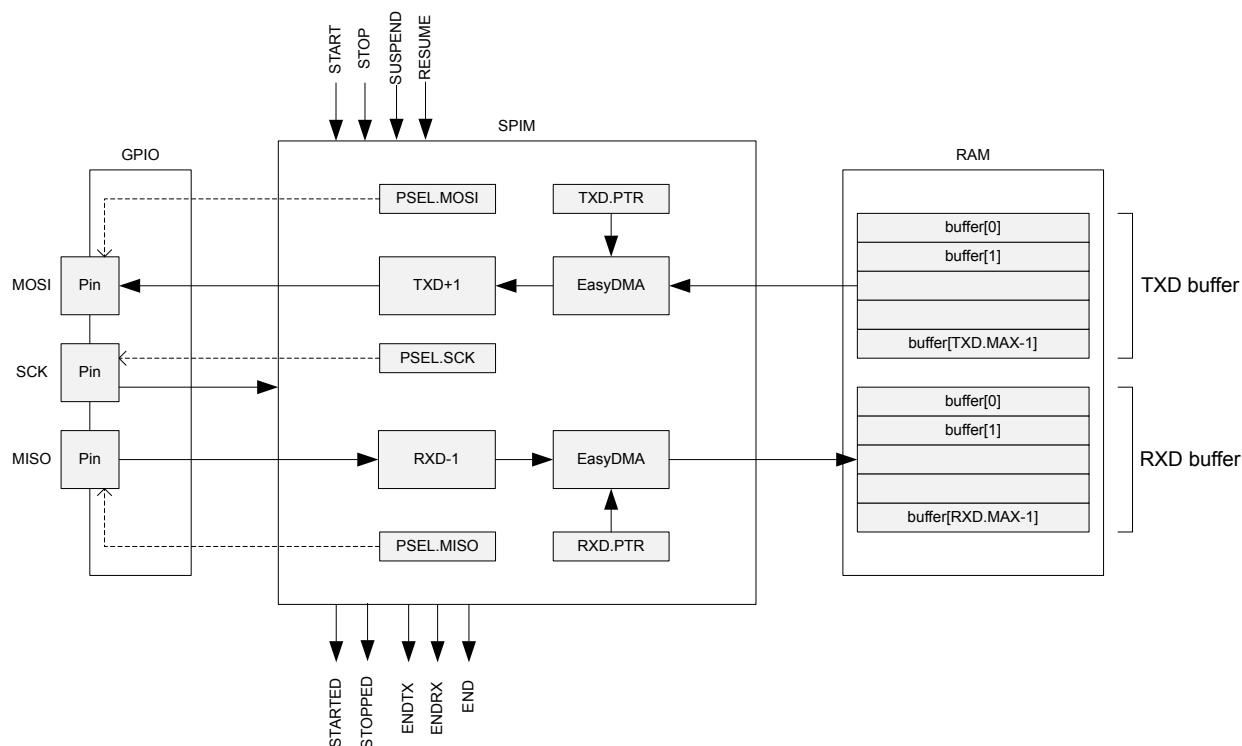 START
STOP
SUSPEND
RESUME
SPIM
GPIO
RAM
PSEL.MOSI
TXD.PTR
buffer[0]
buffer[1]
MOSI
Pin
TXD+1
EasyDMA
TXD buffer
buffer[TXD.MAX-1]
PSEL.SCK
SCK
Pin
buffer[0]
buffer[1]
MISO
Pin
RXD-1
EasyDMA
RXD buffer
buffer[RXD.MAX-1]
PSEL.MISO
RXD.PTR
STARTED
STOPPED
ENDTX
ENDRX
END